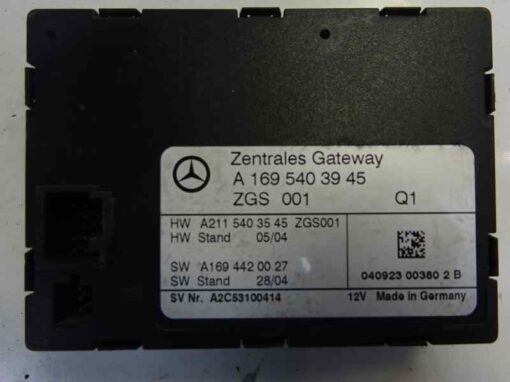 Zentrales Gateway
A 169 540 39 45
ZGS 001 Q1
HW A211 540 35 45 ZGS001
HW Stand 05/04
SW A169 442 00 27
SW Stand 28/04
040923 00380 2 B
SV Nr. A2C53100414 12V Made in Germany